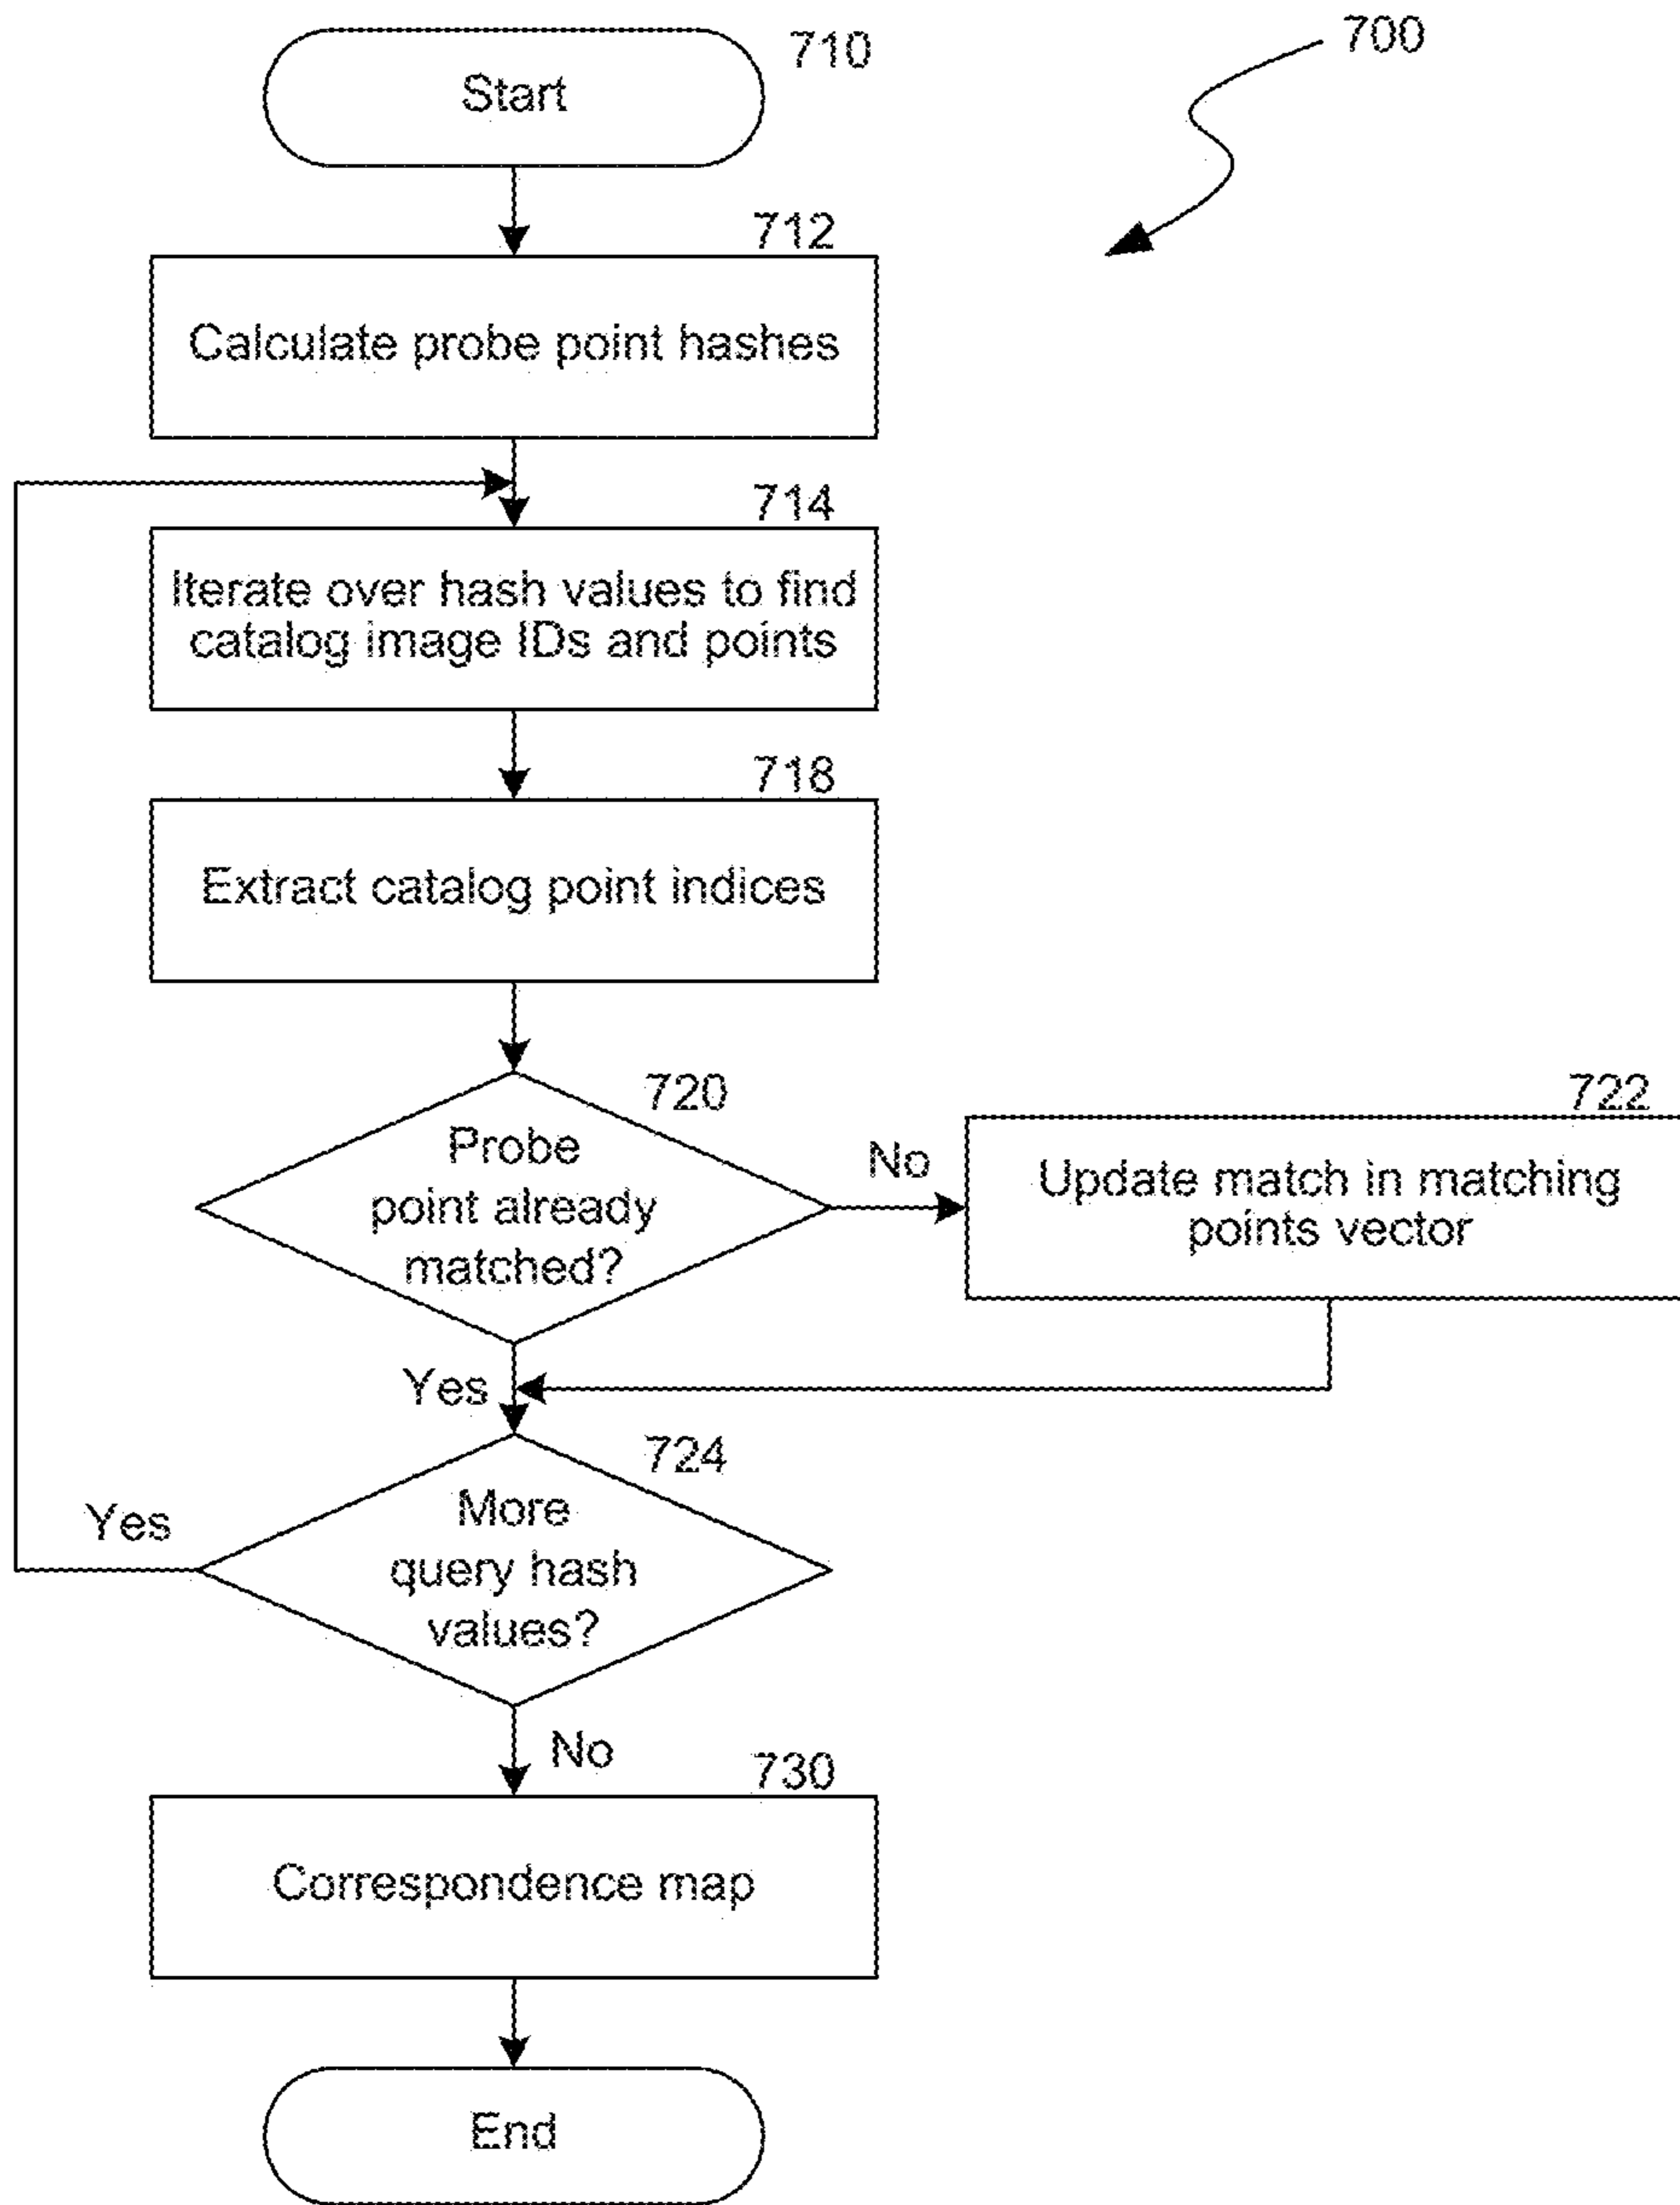 710
700
Start
712
Calculate probe point hashes
714
Iterate over hash values to find
catalog image IDs and points
718
Extract catalog point indices
720
722
Probe
point already
matched?
No
Update match in matching
points vector
Yes
724
More
query hash
values?
Yes
No
730
Correspondence map
End